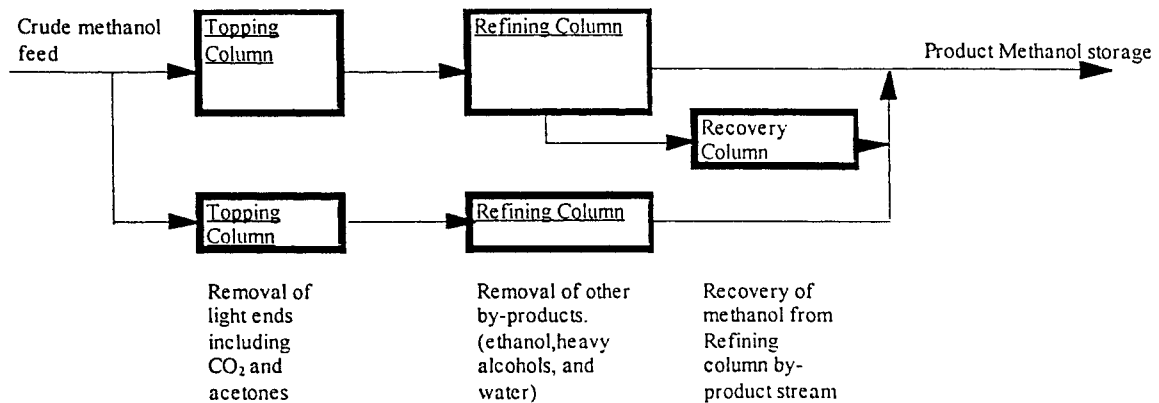 Crude methanol
feed
Topping
Column
Refining Column
Product Methanol storage
Recovery
Column
Topping
Column
Refining Column
Removal of
light ends
including
CO₂ and
acetones
Removal of other
by-products.
(ethanol,heavy
alcohols, and
water)
Recovery of
methanol from
Refining
column by-
product stream